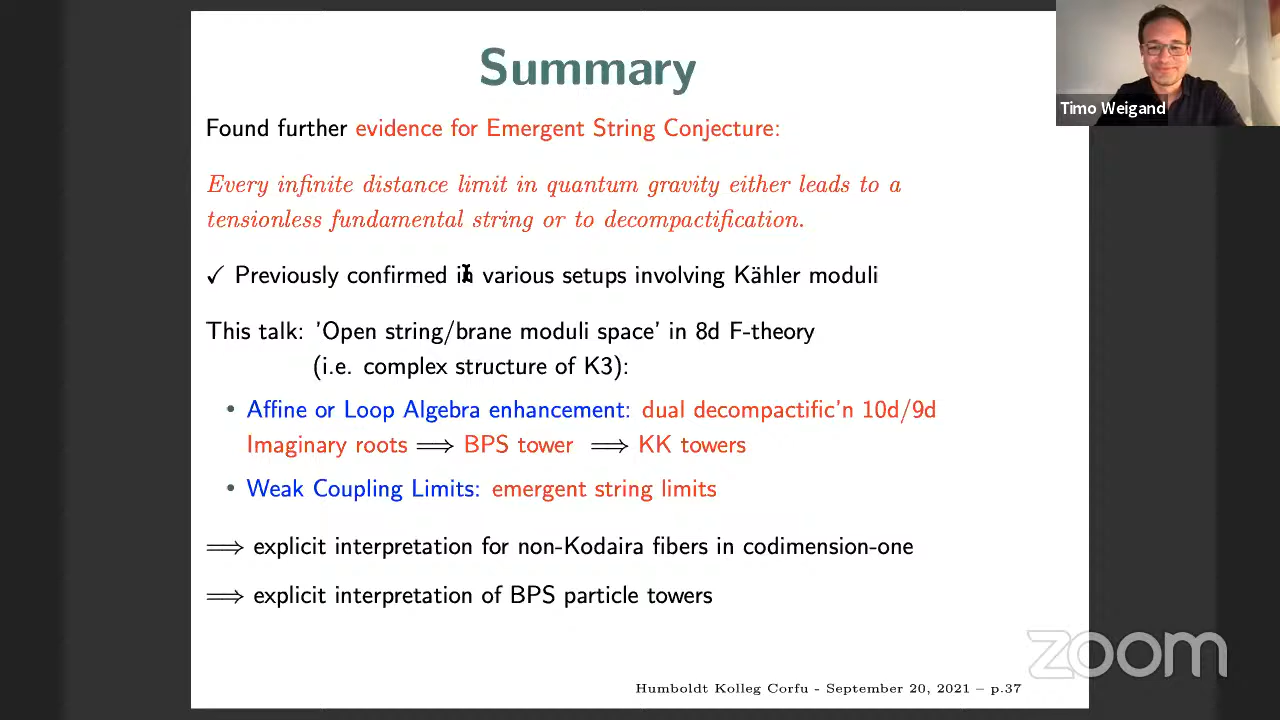 Summary
Timo Weigand
Found further evidence for Emergent String Conjecture:
Every infinite distance limit in quantum gravity either leads to a
tensionless fundamental string or to decompactification.
✓ Previously confirmed in various setups involving Kähler moduli
This talk: 'Open string/brane moduli space' in 8d F-theory
(i.e. complex structure of K3):
• Affine or Loop Algebra enhancement: dual decompactific'n 10d/9d
Imaginary roots ⟹ BPS tower ⟹ KK towers
• Weak Coupling Limits: emergent string limits
⟹ explicit interpretation for non-Kodaira fibers in codimension-one
⟹ explicit interpretation of BPS particle towers
zoom
Humboldt Kolleg Corfu - September 20, 2021 – p.37